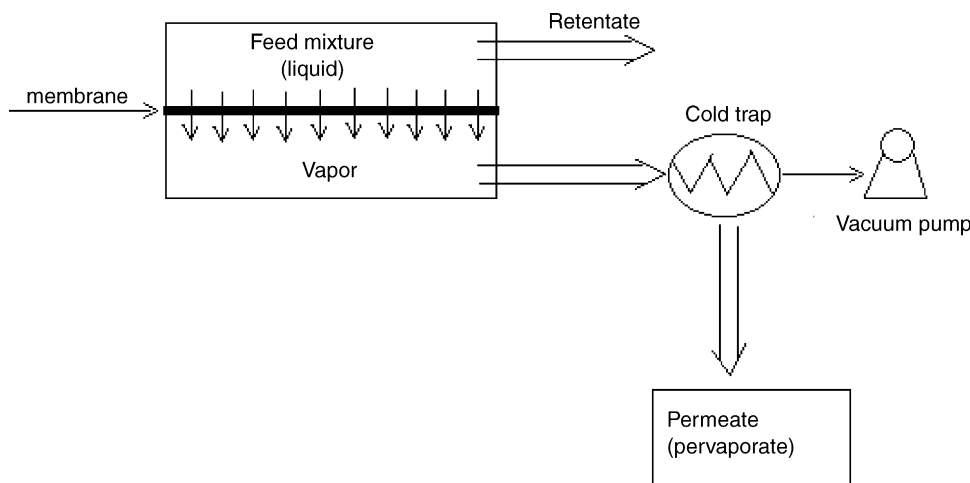 Retentate
Feed mixture
(liquid)
membrane
Cold trap
Vapor
Vacuum pump
Permeate
(pervaporate)